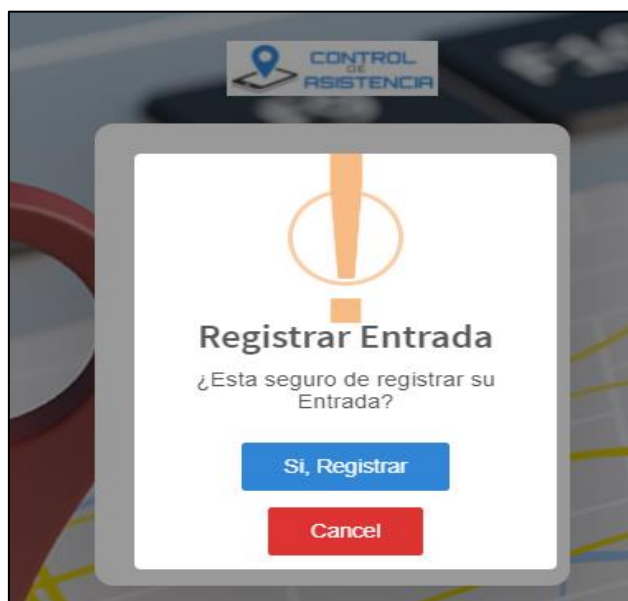 CONTROL
DE
ASISTENCIA
Registrar Entrada
¿Esta seguro de registrar su
Entrada?
Si, Registrar
Cancel